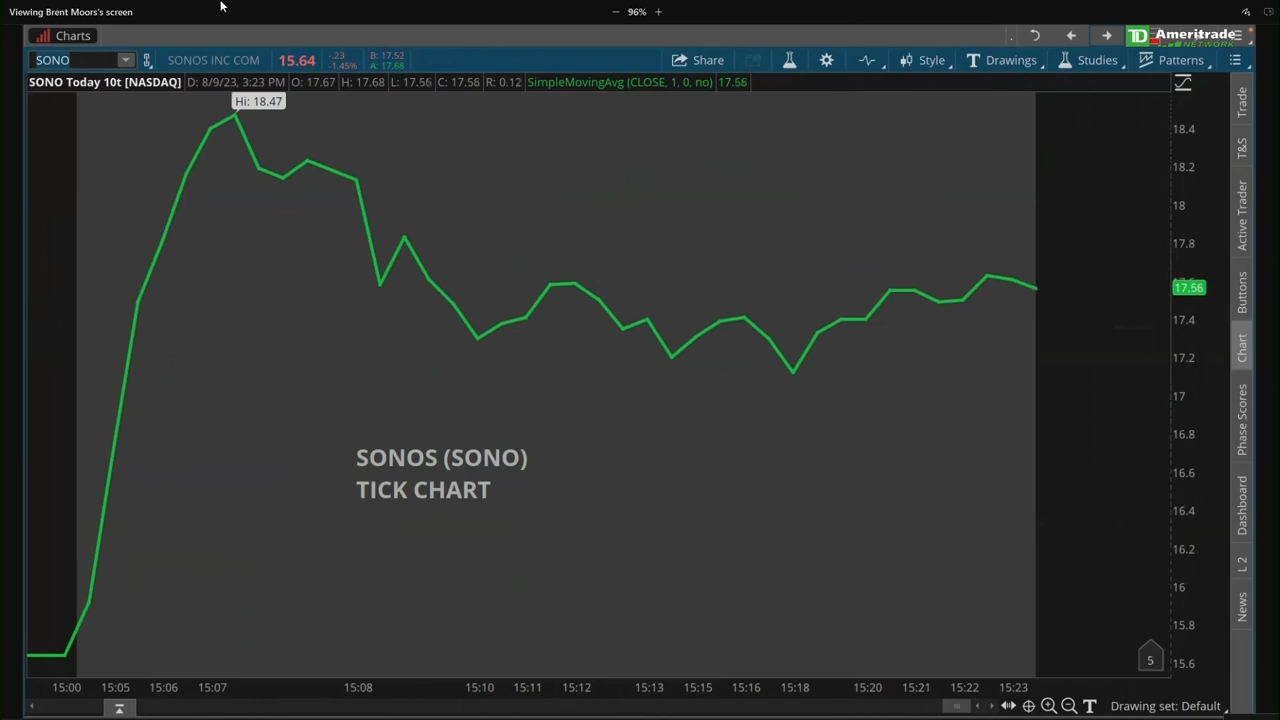 Viewing Brent Moors's screen
− 96% +
Charts
TD Ameritrade
NETWORK
SONO
SONOS INC COM
15.64
-.23
-1.45%
B: 17.52
A: 17.68
Share
Style
Drawings
Studies
Patterns
SONO Today 10t [NASDAQ] D: 8/9/23, 3:23 PM O: 17.67 H: 17.68 L: 17.56 C: 17.56 R: 0.12 SimpleMovingAvg (CLOSE, 1, 0, no) 17.56
Hi: 18.47
18.4
18.2
18
17.8
17.56
17.4
17.2
17
16.8
16.6
16.4
16.2
16
15.8
15.6
SONOS (SONO)
TICK CHART
5
15:00 15:05 15:06 15:07 15:08 15:10 15:11 15:12 15:13 15:15 15:16 15:18 15:20 15:21 15:22 15:23
Drawing set: Default
Trade
T&S
Active Trader
Buttons
Chart
Phase Scores
Dashboard
L 2
News